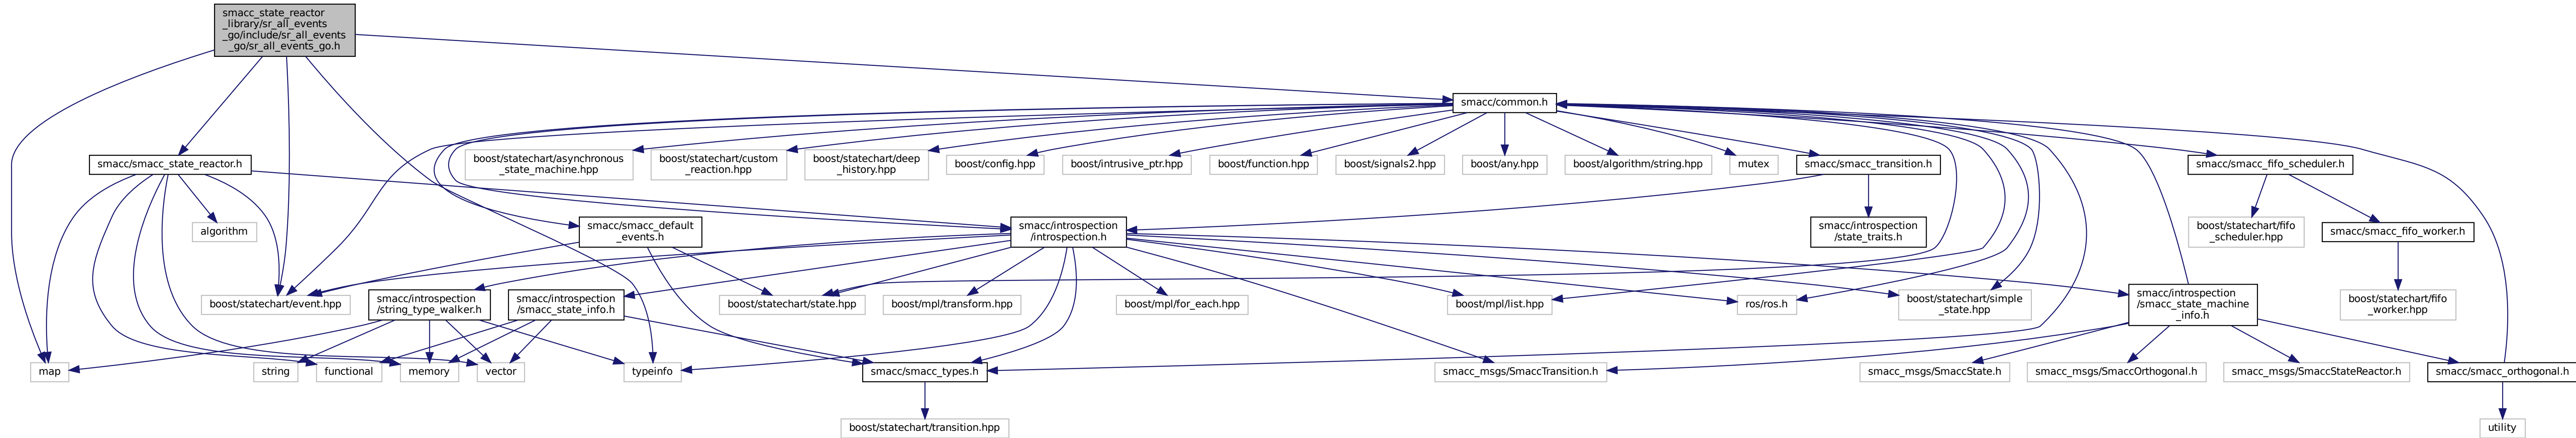 smacc_state_reactor
_library/sr_all_events
_go/include/sr_all_events
_go/sr_all_events_go.h
smacc/common.h
smacc/smacc_state_reactor.h
boost/statechart/asynchronous
_state_machine.hpp
boost/statechart/custom
_reaction.hpp
boost/statechart/deep
_history.hpp
boost/config.hpp
boost/intrusive_ptr.hpp
boost/function.hpp
boost/signals2.hpp
boost/any.hpp
boost/algorithm/string.hpp
mutex
smacc/smacc_transition.h
smacc/smacc_fifo_scheduler.h
algorithm
smacc/smacc_default
_events.h
smacc/introspection
/introspection.h
smacc/introspection
/state_traits.h
boost/statechart/fifo
_scheduler.hpp
smacc/smacc_fifo_worker.h
boost/statechart/event.hpp
smacc/introspection
/string_type_walker.h
smacc/introspection
/smacc_state_info.h
boost/statechart/state.hpp
boost/mpl/transform.hpp
boost/mpl/for_each.hpp
boost/mpl/list.hpp
ros/ros.h
boost/statechart/simple
_state.hpp
smacc/introspection
/smacc_state_machine
_info.h
boost/statechart/fifo
_worker.hpp
map
string
functional
memory
vector
typeinfo
smacc/smacc_types.h
smacc_msgs/SmaccTransition.h
smacc_msgs/SmaccState.h
smacc_msgs/SmaccOrthogonal.h
smacc_msgs/SmaccStateReactor.h
smacc/smacc_orthogonal.h
boost/statechart/transition.hpp
utility